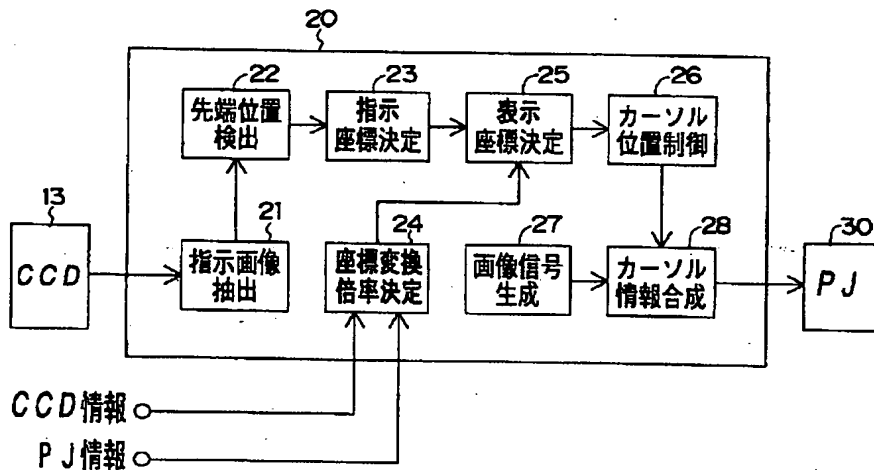 20
22
先端位置
検出
23
指示
座標決定
25
表示
座標決定
26
カーソル
位置制御
13
CCD
21
指示画像
抽出
24
座標変換
倍率決定
27
画像信号
生成
28
カーソル
情報合成
30
PJ
CCD情報
PJ情報